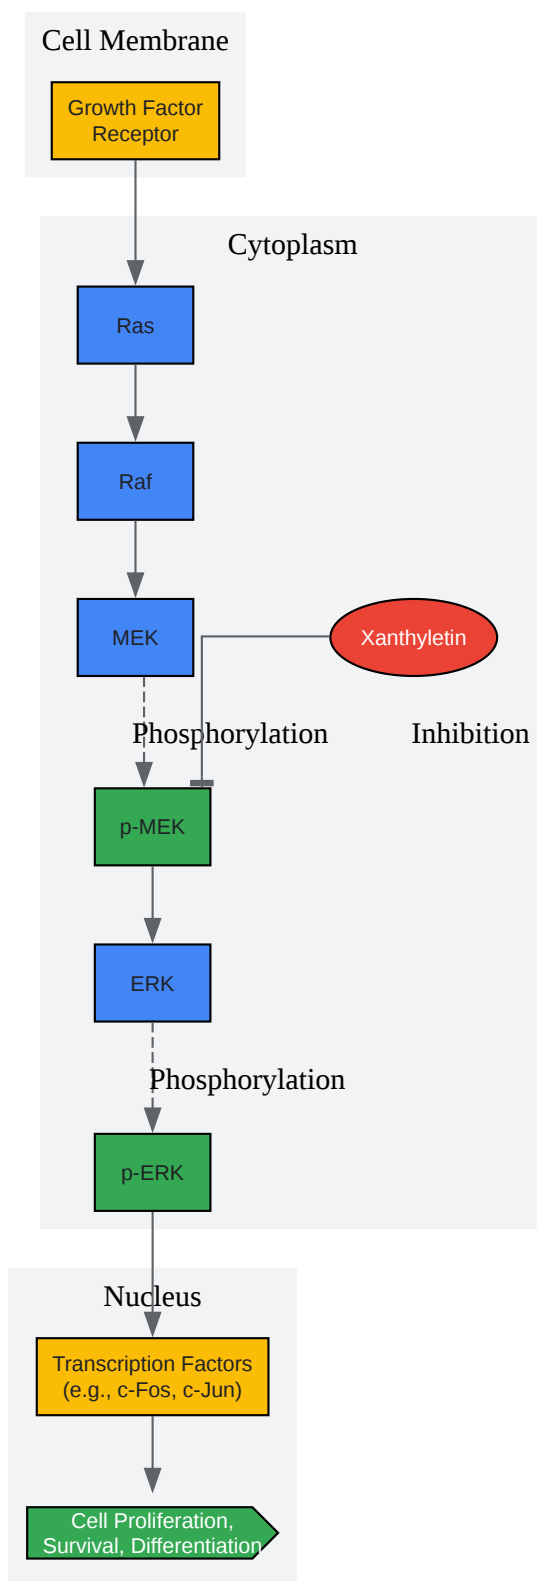 Cell Membrane
Growth Factor
Receptor
Cytoplasm
Ras
Raf
MEK
Xanthyletin
Phosphorylation
Inhibition
p-MEK
ERK
Phosphorylation
p-ERK
Nucleus
Transcription Factors
(e.g., c-Fos, c-Jun)
Cell Proliferation,
Survival, Differentiation